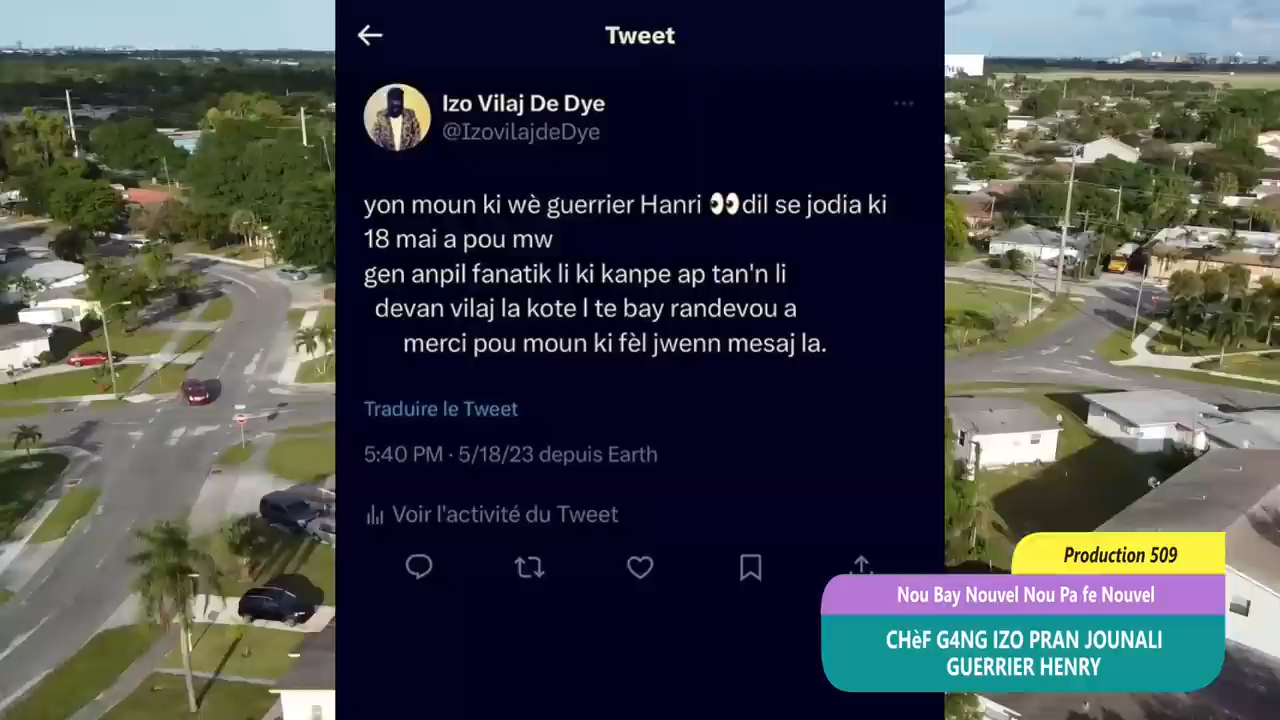 Tweet
Izo Vilaj De Dye
@IzovilajdeDye
yon moun ki wè guerrier Hanri 👀dil se jodia ki
18 mai a pou mw
gen anpil fanatik li ki kanpe ap tan'n li
devan vilaj la kote l te bay randevou a
merci pou moun ki fèl jwenn mesaj la.
Traduire le Tweet
5:40 PM · 5/18/23 depuis Earth
Voir l'activité du Tweet
Production 509
Nou Bay Nouvel Nou Pa fe Nouvel
CHèF G4NG IZO PRAN JOUNALI
GUERRIER HENRY